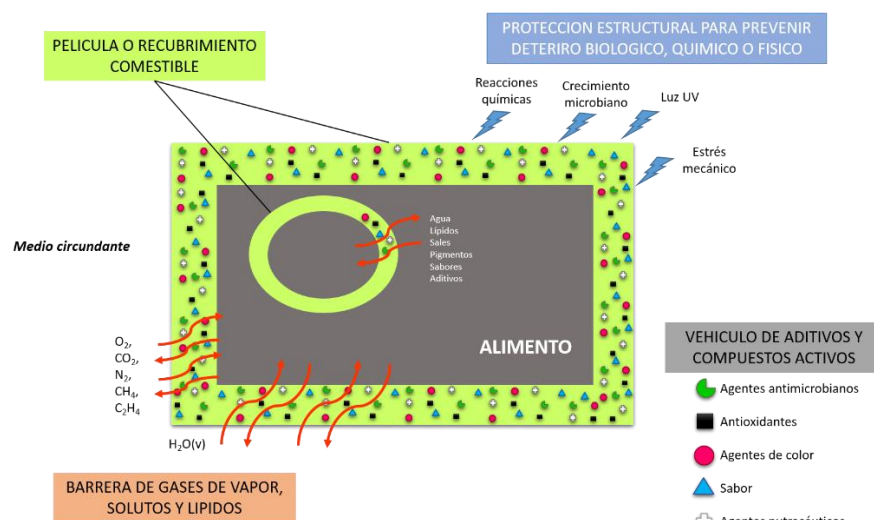 PELICULA O RECUBRIMIENTO
COMESTIBLE
PROTECCION ESTRUCTURAL PARA PREVENIR
DETERIRO BIOLOGICO, QUIMICO O FISICO
Reacciones
químicas
Crecimiento
microbiano
Luz UV
Estrés
mecánico
Medio circundante
Agua
Lípidos
Sales
Pigmentos
Sabores
Aditivos
ALIMENTO
O2,
CO2,
N2,
CH4,
C2H4
H2O(v)
BARRERA DE GASES DE VAPOR,
SOLUTOS Y LIPIDOS
VEHICULO DE ADITIVOS Y
COMPUESTOS ACTIVOS
Agentes antimicrobianos
Antioxidantes
Agentes de color
Sabor
Agentes nutracéuticos